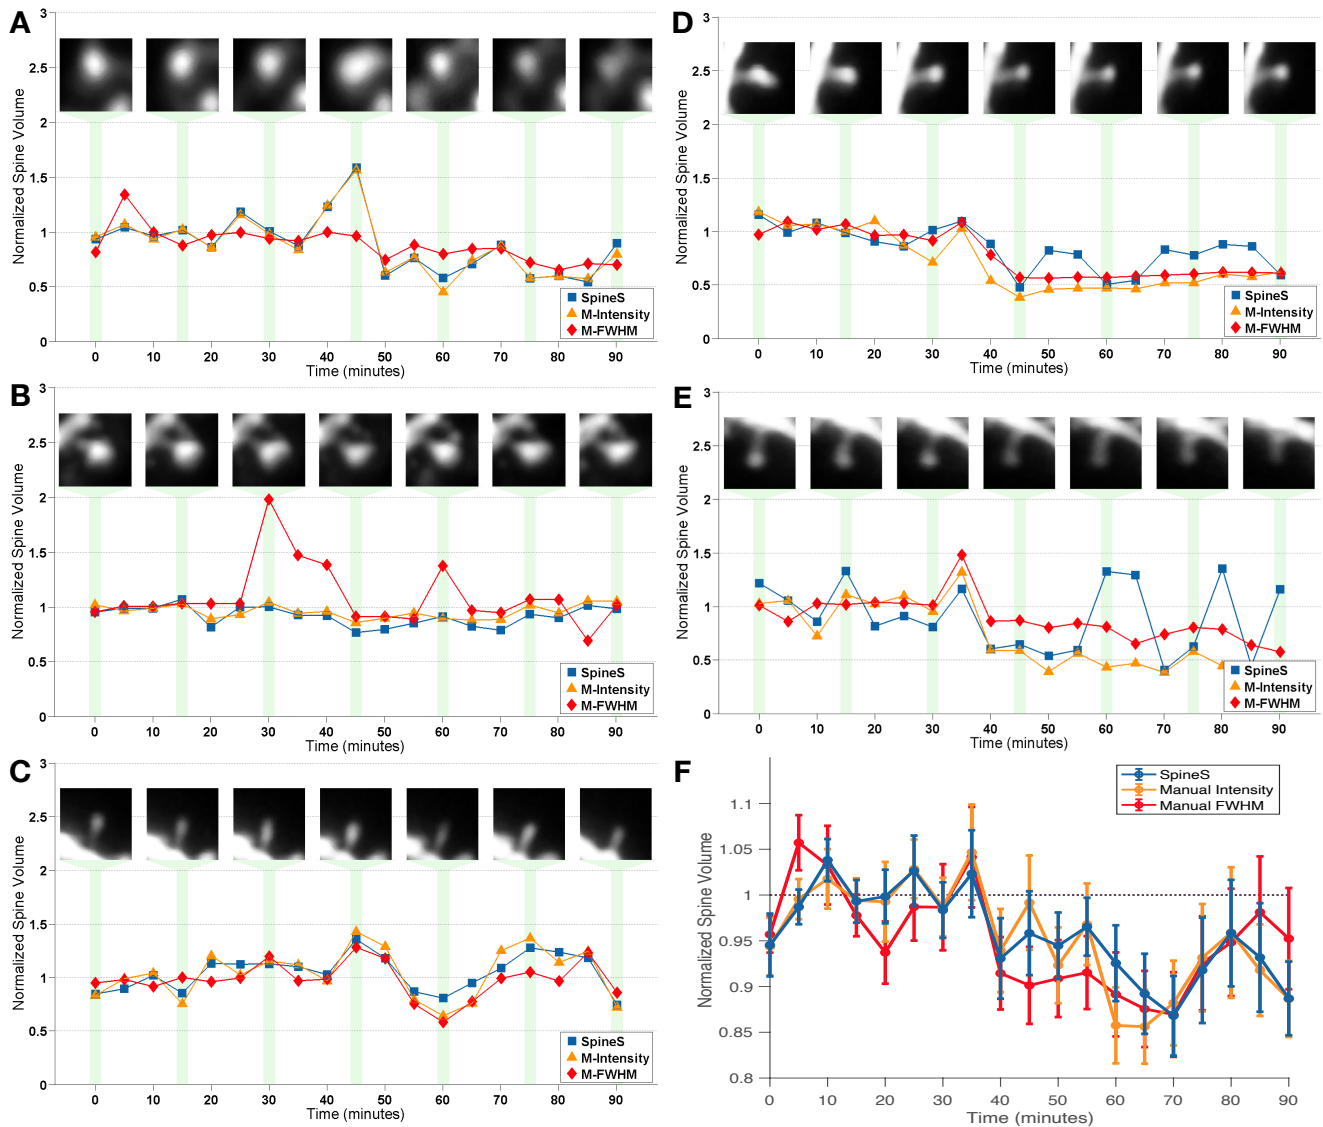 A
Normalized Spine Volume
3
2.5
2
1.5
1
0.5
0
SpineS
M-Intensity
M-FWHM
0 10 20 30 40 50 60 70 80 90
Time (minutes)
B
Normalized Spine Volume
3
2.5
2
1.5
1
0.5
0
SpineS
M-Intensity
M-FWHM
0 10 20 30 40 50 60 70 80 90
Time (minutes)
C
Normalized Spine Volume
3
2.5
2
1.5
1
0.5
0
SpineS
M-Intensity
M-FWHM
0 10 20 30 40 50 60 70 80 90
Time (minutes)
D
Normalized Spine Volume
3
2.5
2
1.5
1
0.5
0
SpineS
M-Intensity
M-FWHM
0 10 20 30 40 50 60 70 80 90
Time (minutes)
E
Normalized Spine Volume
3
2.5
2
1.5
1
0.5
0
SpineS
M-Intensity
M-FWHM
0 10 20 30 40 50 60 70 80 90
Time (minutes)
F
Normalized Spine Volume
SpineS
Manual Intensity
Manual FWHM
1.1
1.05
1
0.95
0.9
0.85
0.8
0 10 20 30 40 50 60 70 80 90
Time (minutes)